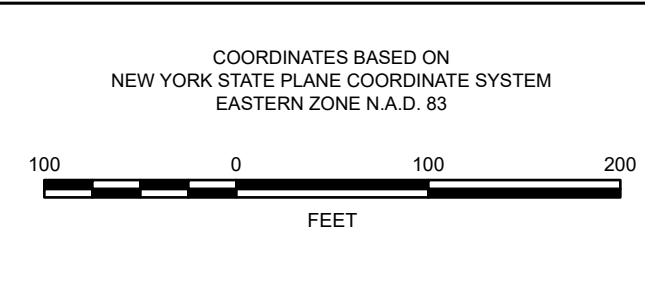 COORDINATES BASED ON
NEW YORK STATE PLANE COORDINATE SYSTEM
EASTERN ZONE N.A.D. 83
100 0 100 200
FEET